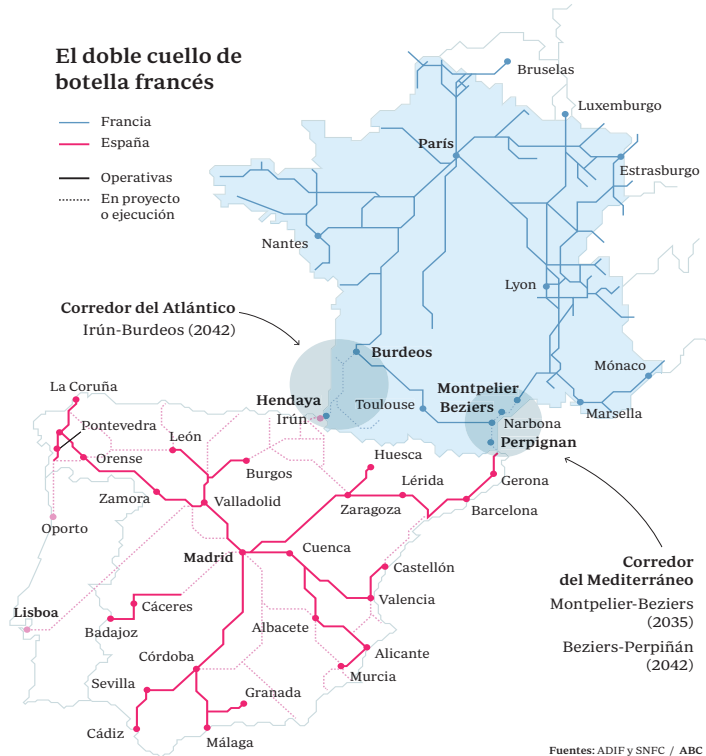 El doble cuello de
botella francés
Francia
España
Operativas
En proyecto
o ejecución
Bruselas
Luxemburgo
París
Estrasburgo
Nantes
Lyon
Corredor del Atlántico
Irún-Burdeos (2042)
Burdeos
Mónaco
Montpelier
Beziers
Hendaya
Irún
Toulouse
Narbona
Marsella
Perpignan
La Coruña
Pontevedra
León
Orense
Burgos
Huesca
Lérida
Gerona
Zamora
Valladolid
Zaragoza
Barcelona
Oporto
Madrid
Cuenca
Castellón
Corredor
del Mediterráneo
Montpelier-Beziers
(2035)
Beziers-Perpiñán
(2042)
Lisboa
Cáceres
Valencia
Badajoz
Albacete
Córdoba
Alicante
Murcia
Sevilla
Granada
Cádiz
Málaga
Fuentes: ADIF y SNFC / ABC